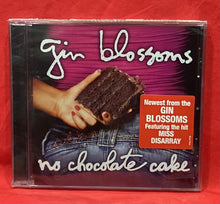 gin blossoms
Newest from the
GIN
BLOSSOMS
Featuring the hit
MISS
DISARRAY
no chocolate cake